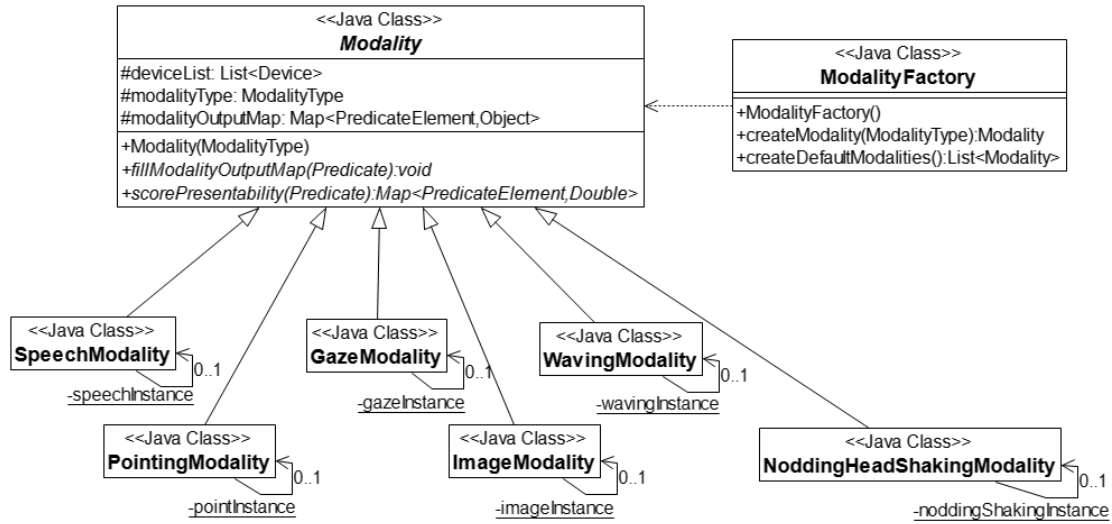 <<Java Class>>
Modality
#deviceList: List<Device>
#modalityType: ModalityType
#modalityOutputMap: Map<PredicateElement,Object>
+Modality(ModalityType)
+fillModalityOutputMap(Predicate):void
+scorePresentability(Predicate):Map<PredicateElement,Double>
<<Java Class>>
ModalityFactory
+ModalityFactory()
+createModality(ModalityType):Modality
+createDefaultModalities():List<Modality>
<<Java Class>>
SpeechModality
0..1
-speechInstance
<<Java Class>>
GazeModality
0..1
-gazeInstance
<<Java Class>>
WavingModality
0..1
-wavingInstance
<<Java Class>>
PointingModality
0..1
-pointInstance
<<Java Class>>
ImageModality
0..1
-imageInstance
<<Java Class>>
NoddingHeadShakingModality
0..1
-noddingShakingInstance